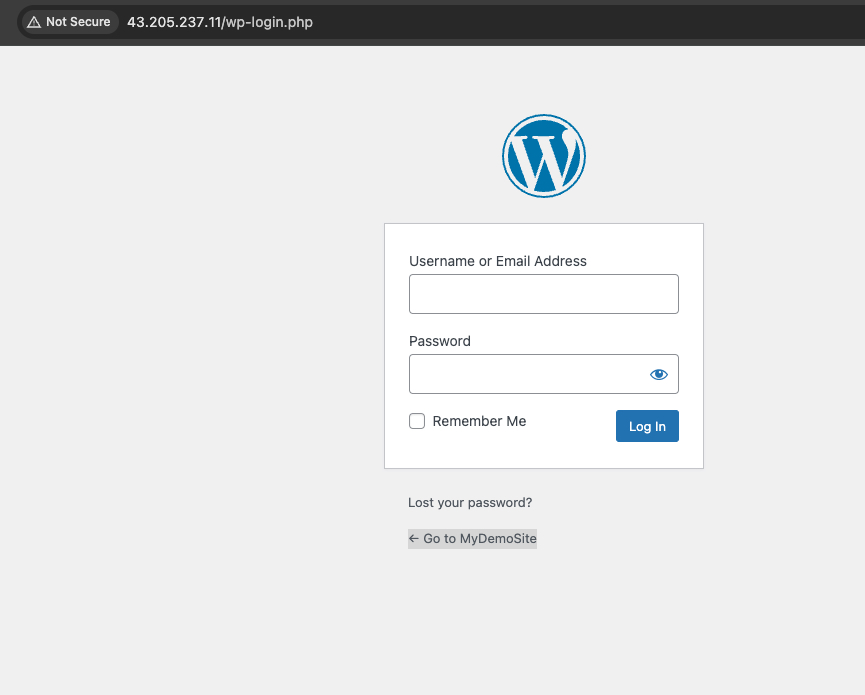 Not Secure 43.205.237.11/wp-login.php
Username or Email Address
Password
Remember Me
Log In
Lost your password?
← Go to MyDemoSite